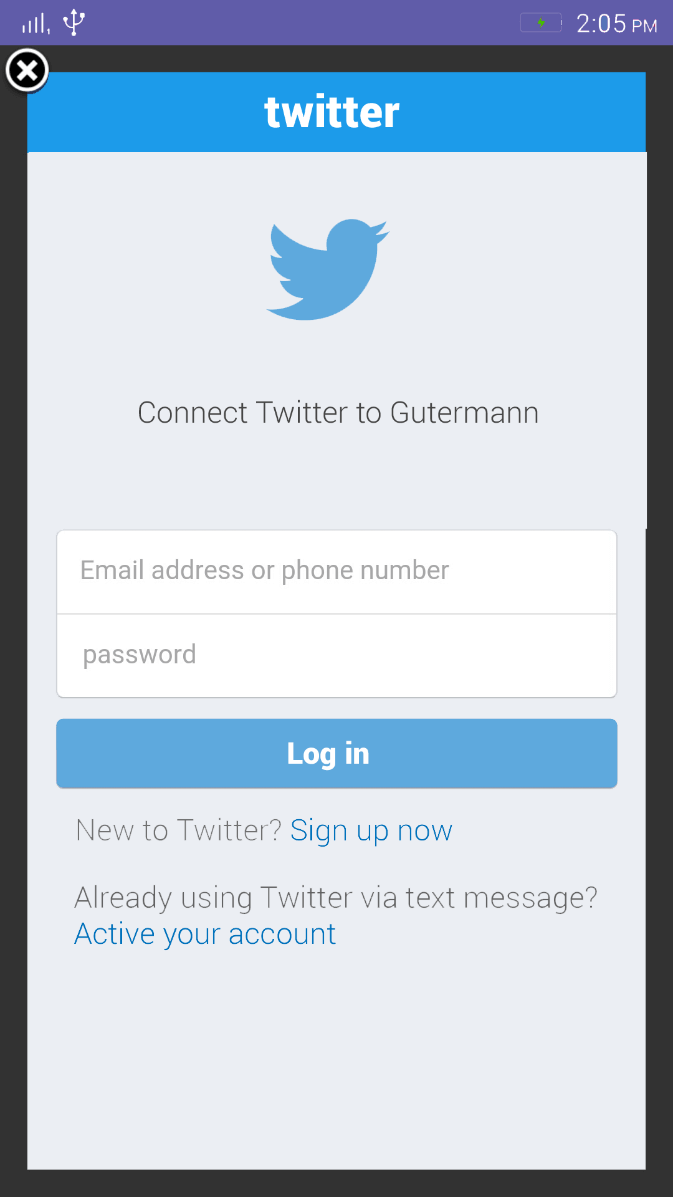 2:05 PM
twitter
Connect Twitter to Gutermann
Email address or phone number
password
Log in
New to Twitter? Sign up now
Already using Twitter via text message?
Active your account